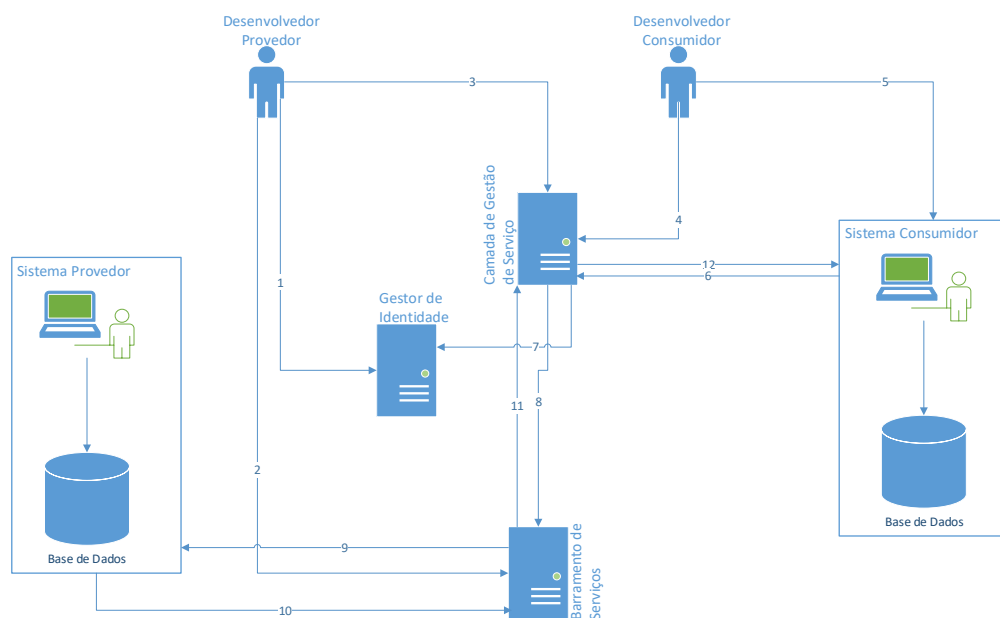 Desenvolvedor
Provedor
Desenvolvedor
Consumidor
3
5
Camada de Gestão
de Serviço
4
Sistema Consumidor
12
6
Sistema Provedor
1
Gestor de
Identidade
7
11
8
2
Base de Dados
Base de Dados
9
Barramento de
Serviços
10